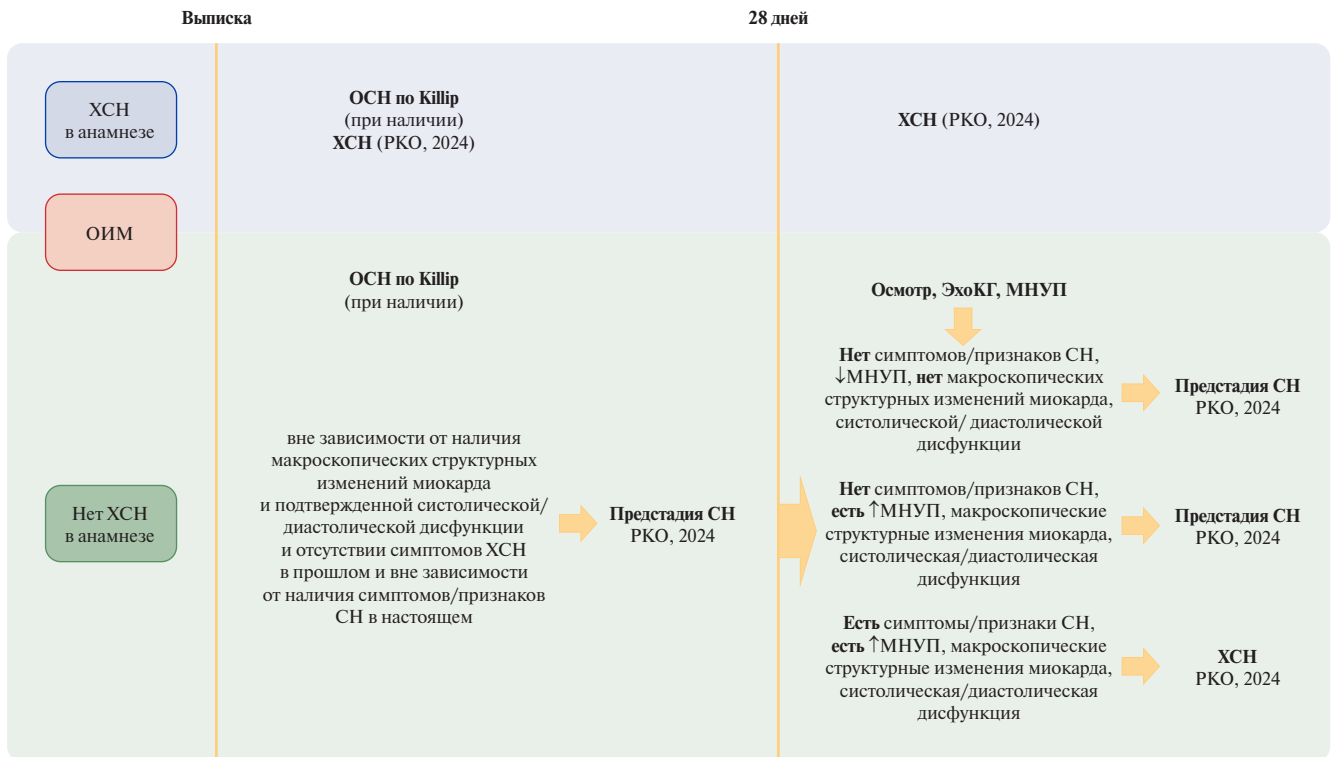 Выписка
28 дней
ХСН
в анамнезе
ОСН по Killip
(при наличии)
ХСН (РКО, 2024)
ХСН (РКО, 2024)
ОИМ
ОСН по Killip
(при наличии)
Осмотр, ЭхоКГ, МНУП
Нет симптомов/признаков СН,
↓МНУП, нет макроскопических
структурных изменений миокарда,
систолической/ диастолической
дисфункции
Предстадия СН
РКО, 2024
Нет ХСН
в анамнезе
вне зависимости от наличия
макроскопических структурных
изменений миокарда
и подтвержденной систолической/
диастолической дисфункции
и отсутствии симптомов ХСН
в прошлом и вне зависимости
от наличия симптомов/признаков
СН в настоящем
Предстадия СН
РКО, 2024
Нет симптомов/признаков СН,
есть ↑МНУП, макроскопические
структурные изменения миокарда,
систолическая/диастолическая
дисфункция
Предстадия СН
РКО, 2024
Есть симптомы/признаки СН,
есть ↑МНУП, макроскопические
структурные изменения миокарда,
систолическая/диастолическая
дисфункция
ХСН
РКО, 2024